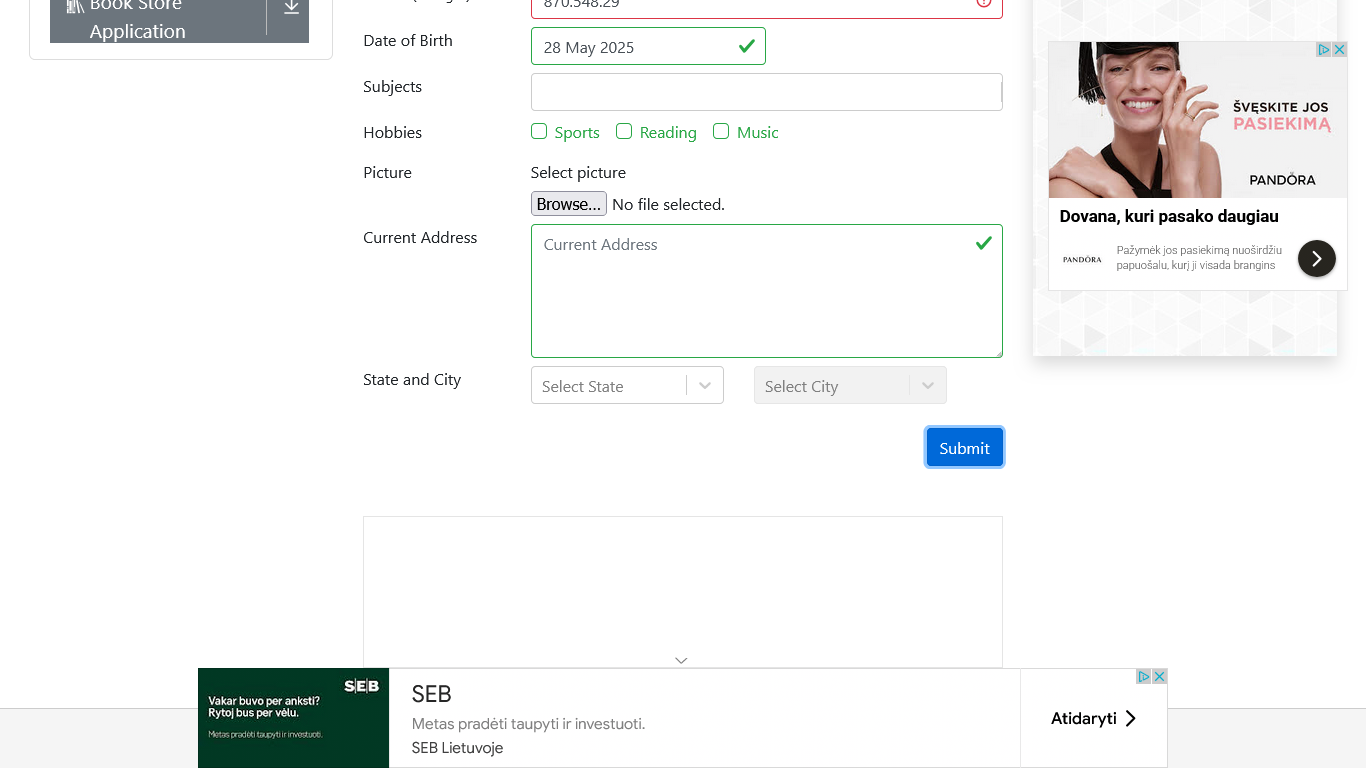 Book Store
Application
870.548.29
Date of Birth
28 May 2025
Subjects
Hobbies
Sports
Reading
Music
Picture
Select picture
Browse...
No file selected.
Current Address
Current Address
State and City
Select State
Select City
Submit
ŠVĘSKITE JOS
PASIEKIMĄ
PANDÖRA
Dovana, kuri pasako daugiau
PANDÖRA
Pažymėk jos pasiekimą nuoširdžiu
papuošalu, kurį ji visada brangins
SEB
Vakar buvo per anksti?
Rytoj bus per vėlu.
Metas pradėti taupyti ir investuoti.
SEB
Metas pradėti taupyti ir investuoti.
SEB Lietuvoje
Atidaryti